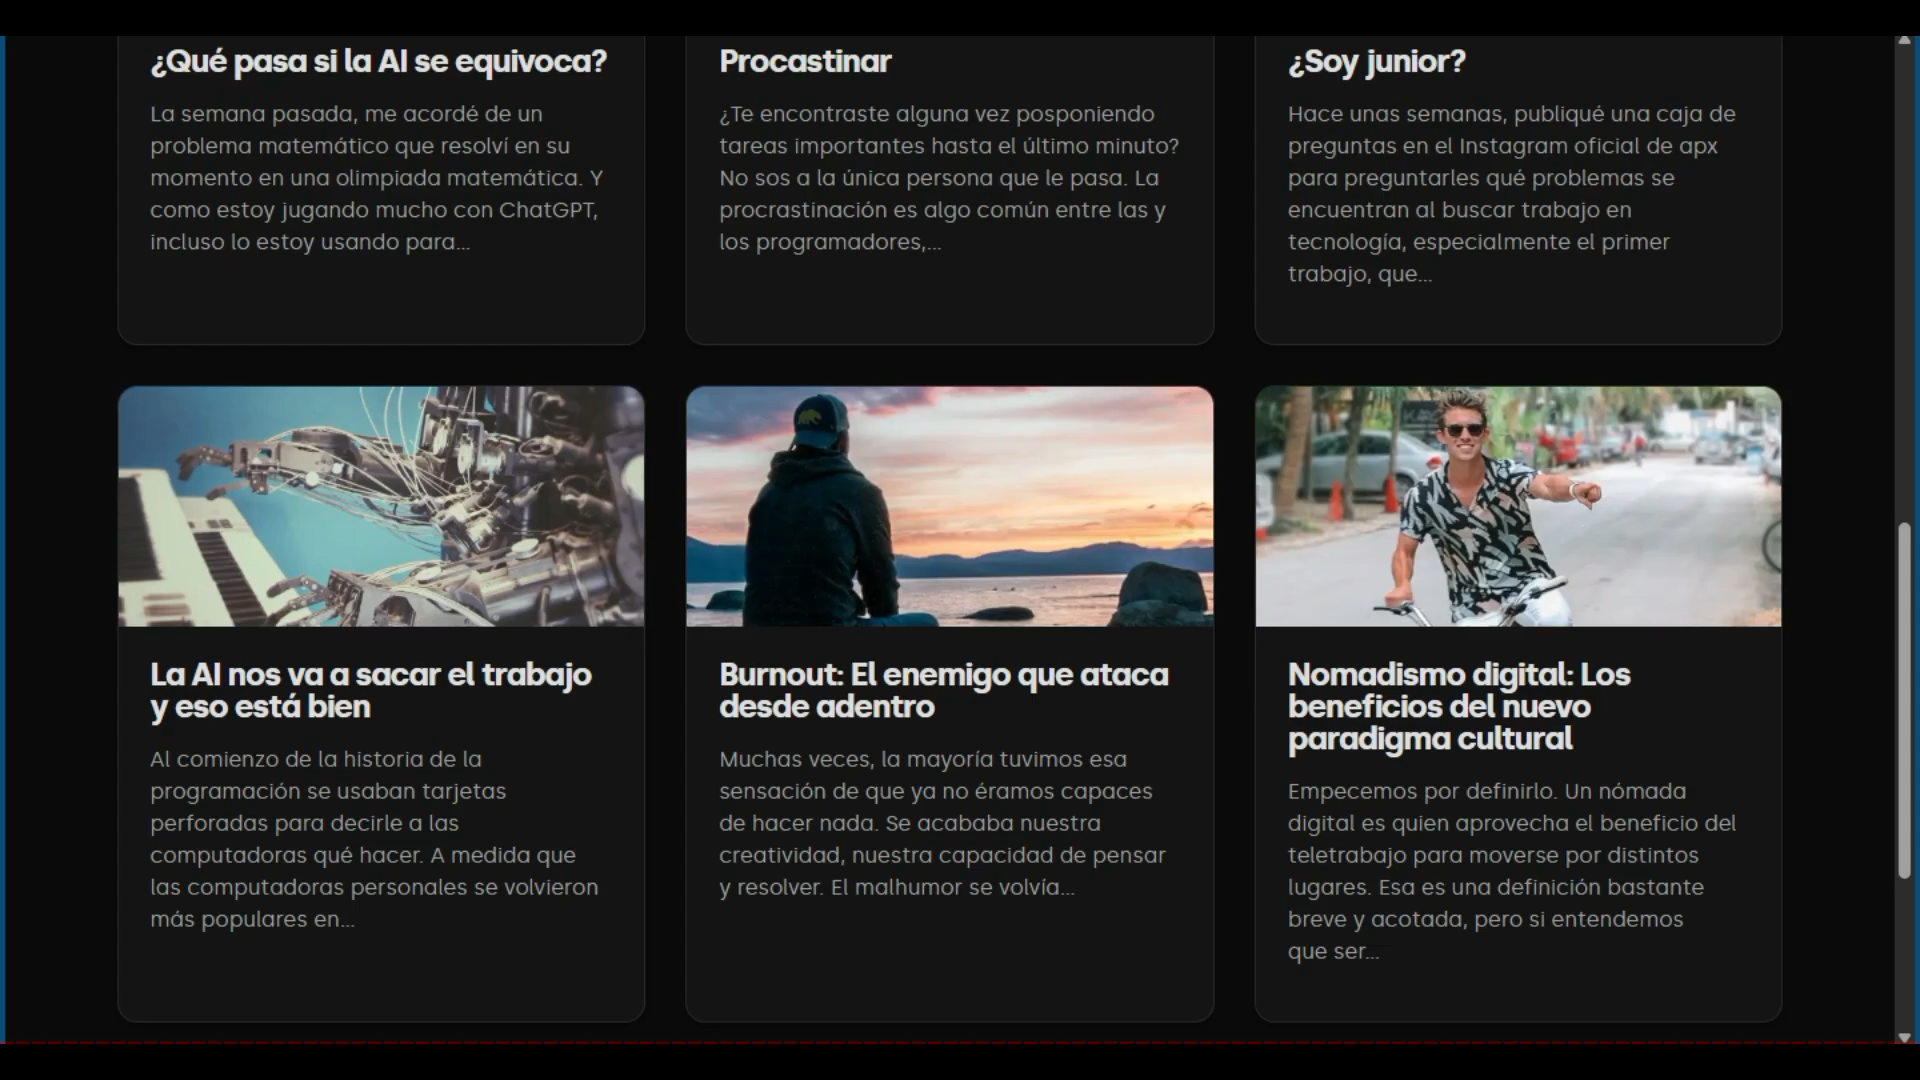 ¿Qué pasa si la AI se equivoca?
La semana pasada, me acordé de un
problema matemático que resolví en su
momento en una olimpiada matemática. Y
como estoy jugando mucho con ChatGPT,
incluso lo estoy usando para...
Procastinar
¿Te encontraste alguna vez posponiendo
tareas importantes hasta el último minuto?
No sos a la única persona que le pasa. La
procrastinación es algo común entre las y
los programadores,...
¿Soy junior?
Hace unas semanas, publiqué una caja de
preguntas en el Instagram oficial de apx
para preguntarles qué problemas se
encuentran al buscar trabajo en
tecnología, especialmente el primer
trabajo, que...
La AI nos va a sacar el trabajo
y eso está bien
Al comienzo de la historia de la
programación se usaban tarjetas
perforadas para decirle a las
computadoras qué hacer. A medida que
las computadoras personales se volvieron
más populares en...
Burnout: El enemigo que ataca
desde adentro
Muchas veces, la mayoría tuvimos esa
sensación de que ya no éramos capaces
de hacer nada. Se acababa nuestra
creatividad, nuestra capacidad de pensar
y resolver. El malhumor se volvía...
Nomadismo digital: Los
beneficios del nuevo
paradigma cultural
Empecemos por definirlo. Un nómada
digital es quien aprovecha el beneficio del
teletrabajo para moverse por distintos
lugares. Esa es una definición bastante
breve y acotada, pero si entendemos
que ser...